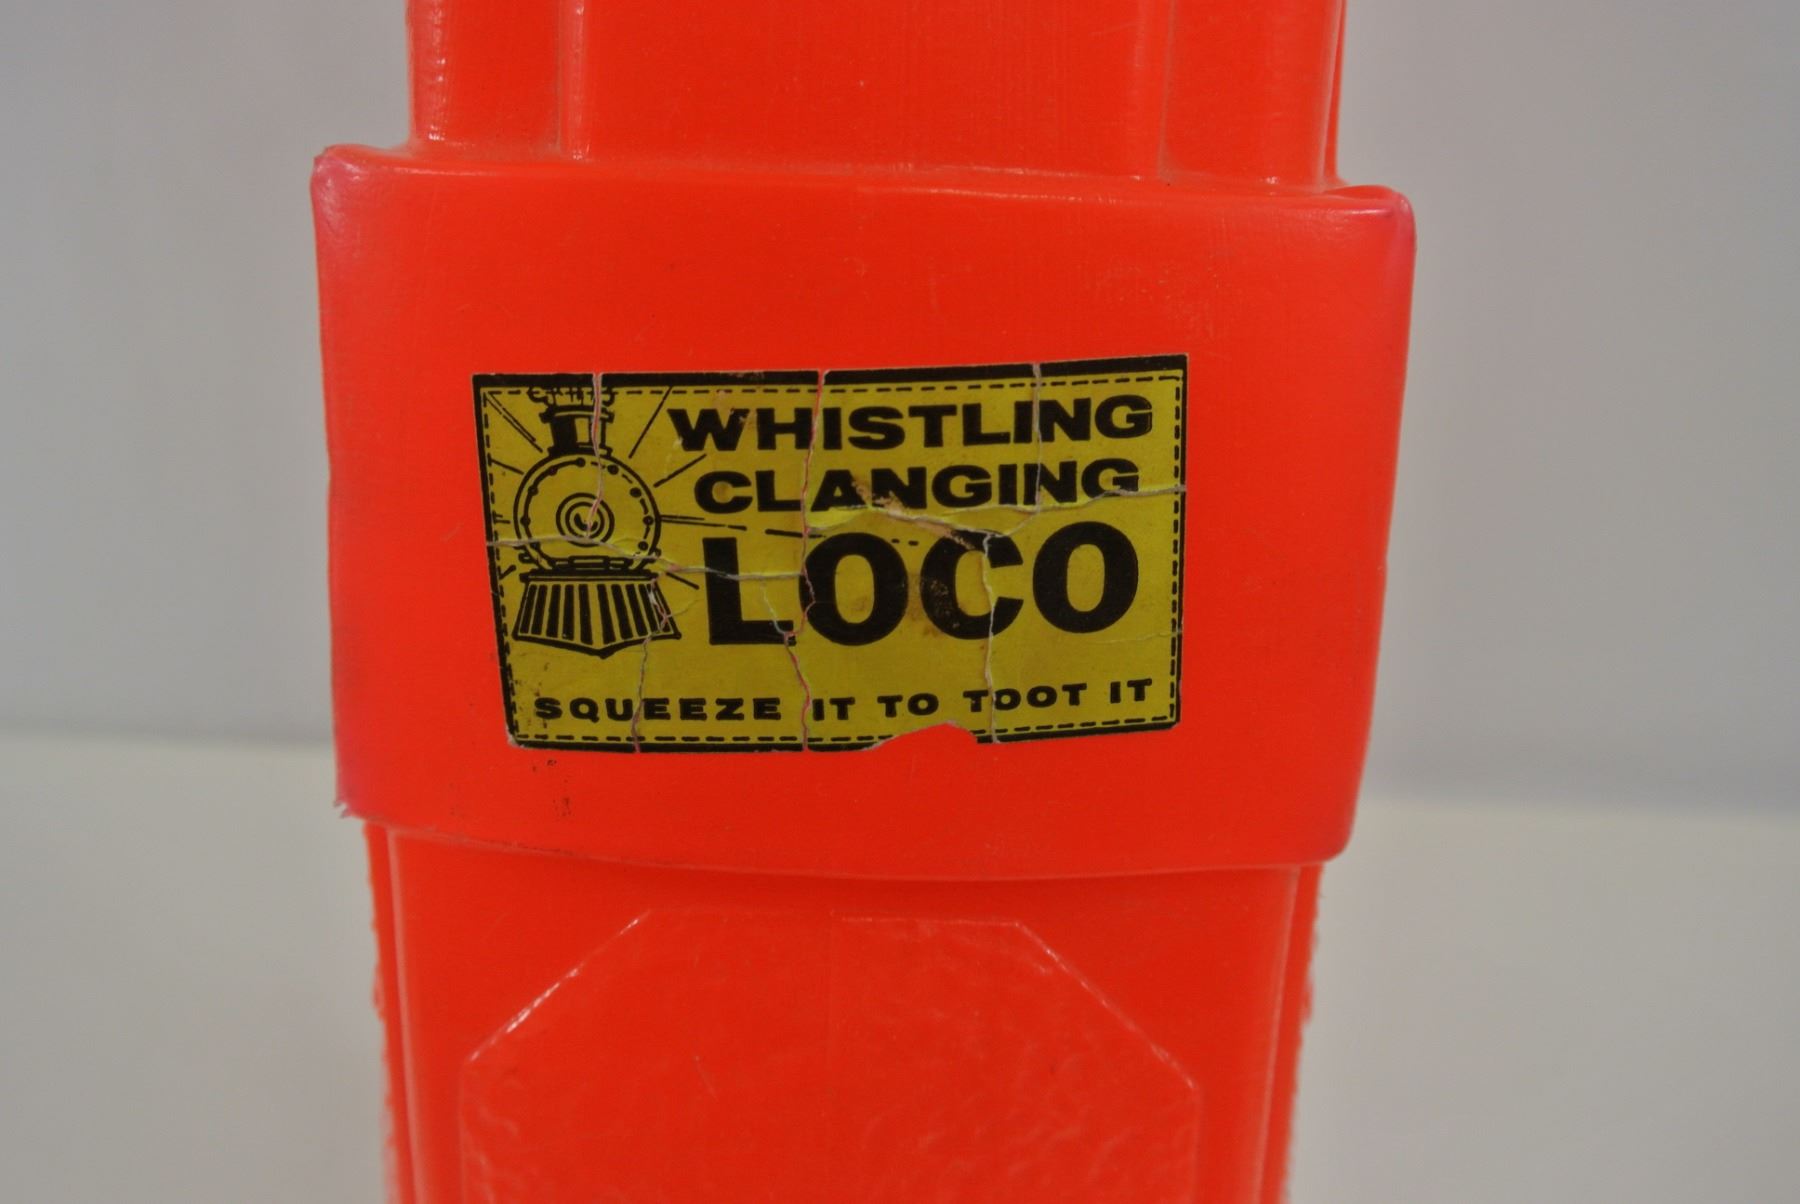 WHISTLING
CLANGING
LOCO
SQUEEZE IT TO TOOT IT